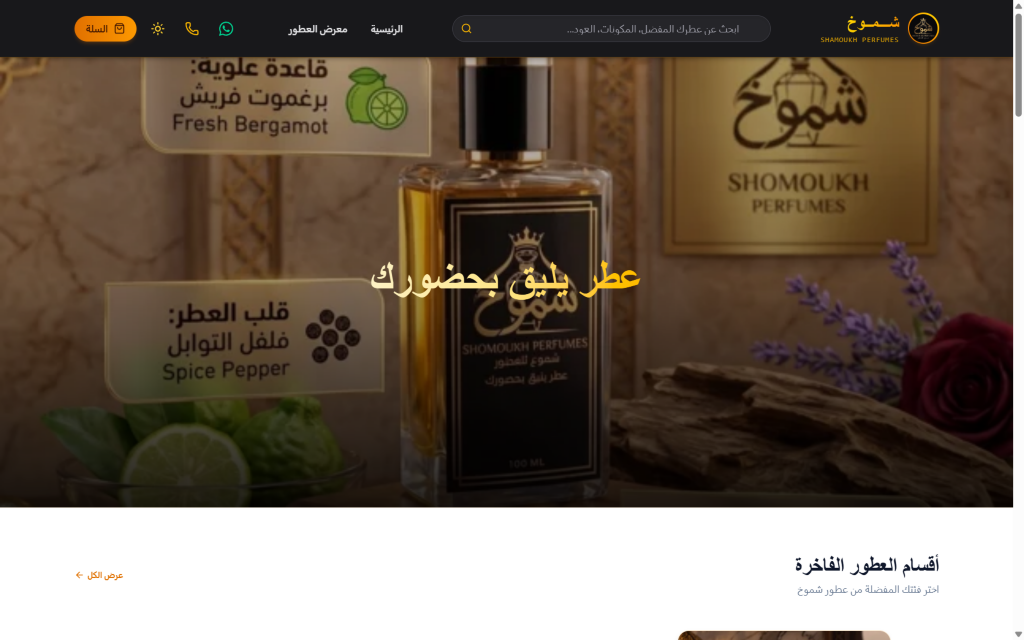 شـــمـــوخ
SHAMOUKH PERFUMES
ابحث عن عطرك المفضل، المكونات، العود...
الرئيسية
معرض العطور
السلة
قاعدة علوية:
برغموت فريش
Fresh Bergamot
شموخ
SHOMOUKH
PERFUMES
عطر يليق بحضورك
شموخ
SHOMOUKH PERFUMES
شموخ للعطور
عطر يليق بحضورك
100 ML
قلب العطر:
فلفل التوابل
Spice Pepper
أقسام العطور الفاخرة
اختر فئتك المفضلة من عطور شموخ
عرض الكل